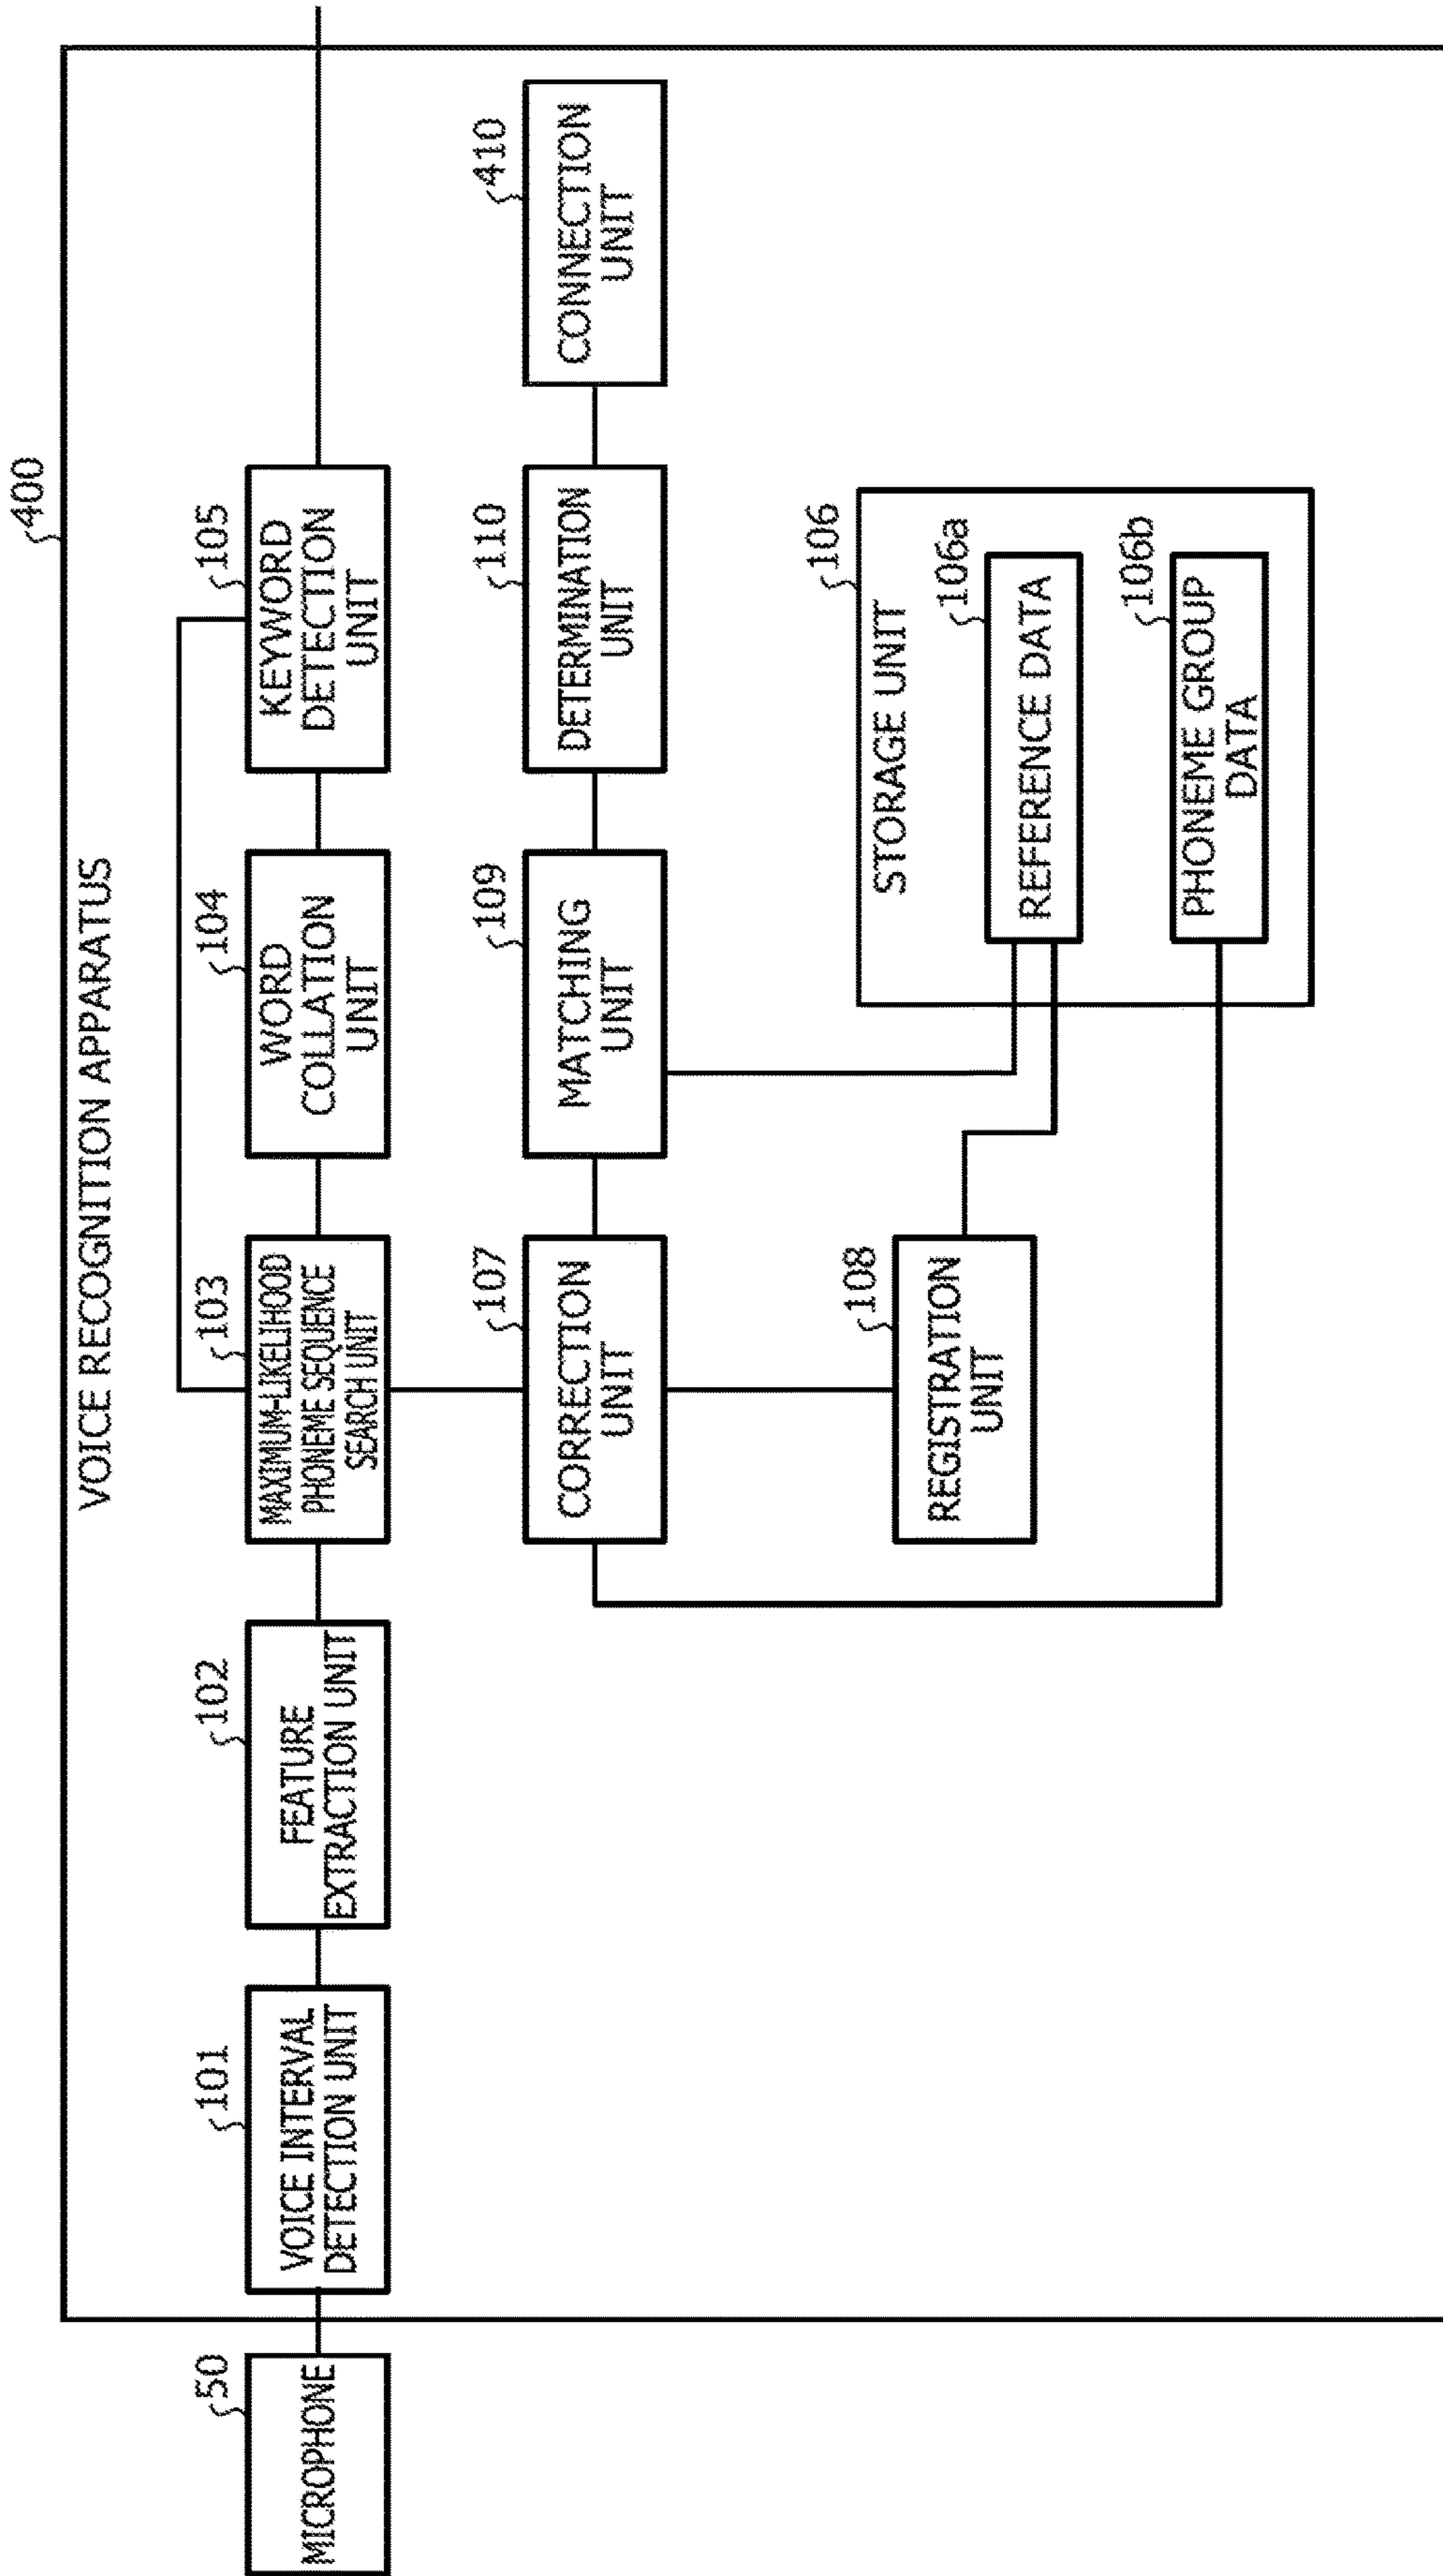 400
VOICE RECOGNITION APPARATUS
50
MICROPHONE
101
VOICE INTERVAL
DETECTION UNIT
102
FEATURE
EXTRACTION UNIT
103
MAXIMUM-LIKELIHOOD
PHONEME SEQUENCE
SEARCH UNIT
104
WORD
COLLATION
UNIT
105
KEYWORD
DETECTION
UNIT
107
CORRECTION
UNIT
109
MATCHING
UNIT
110
DETERMINATION
UNIT
410
CONNECTION
UNIT
108
REGISTRATION
UNIT
106
STORAGE UNIT
106a
REFERENCE DATA
106b
PHONEME GROUP
DATA